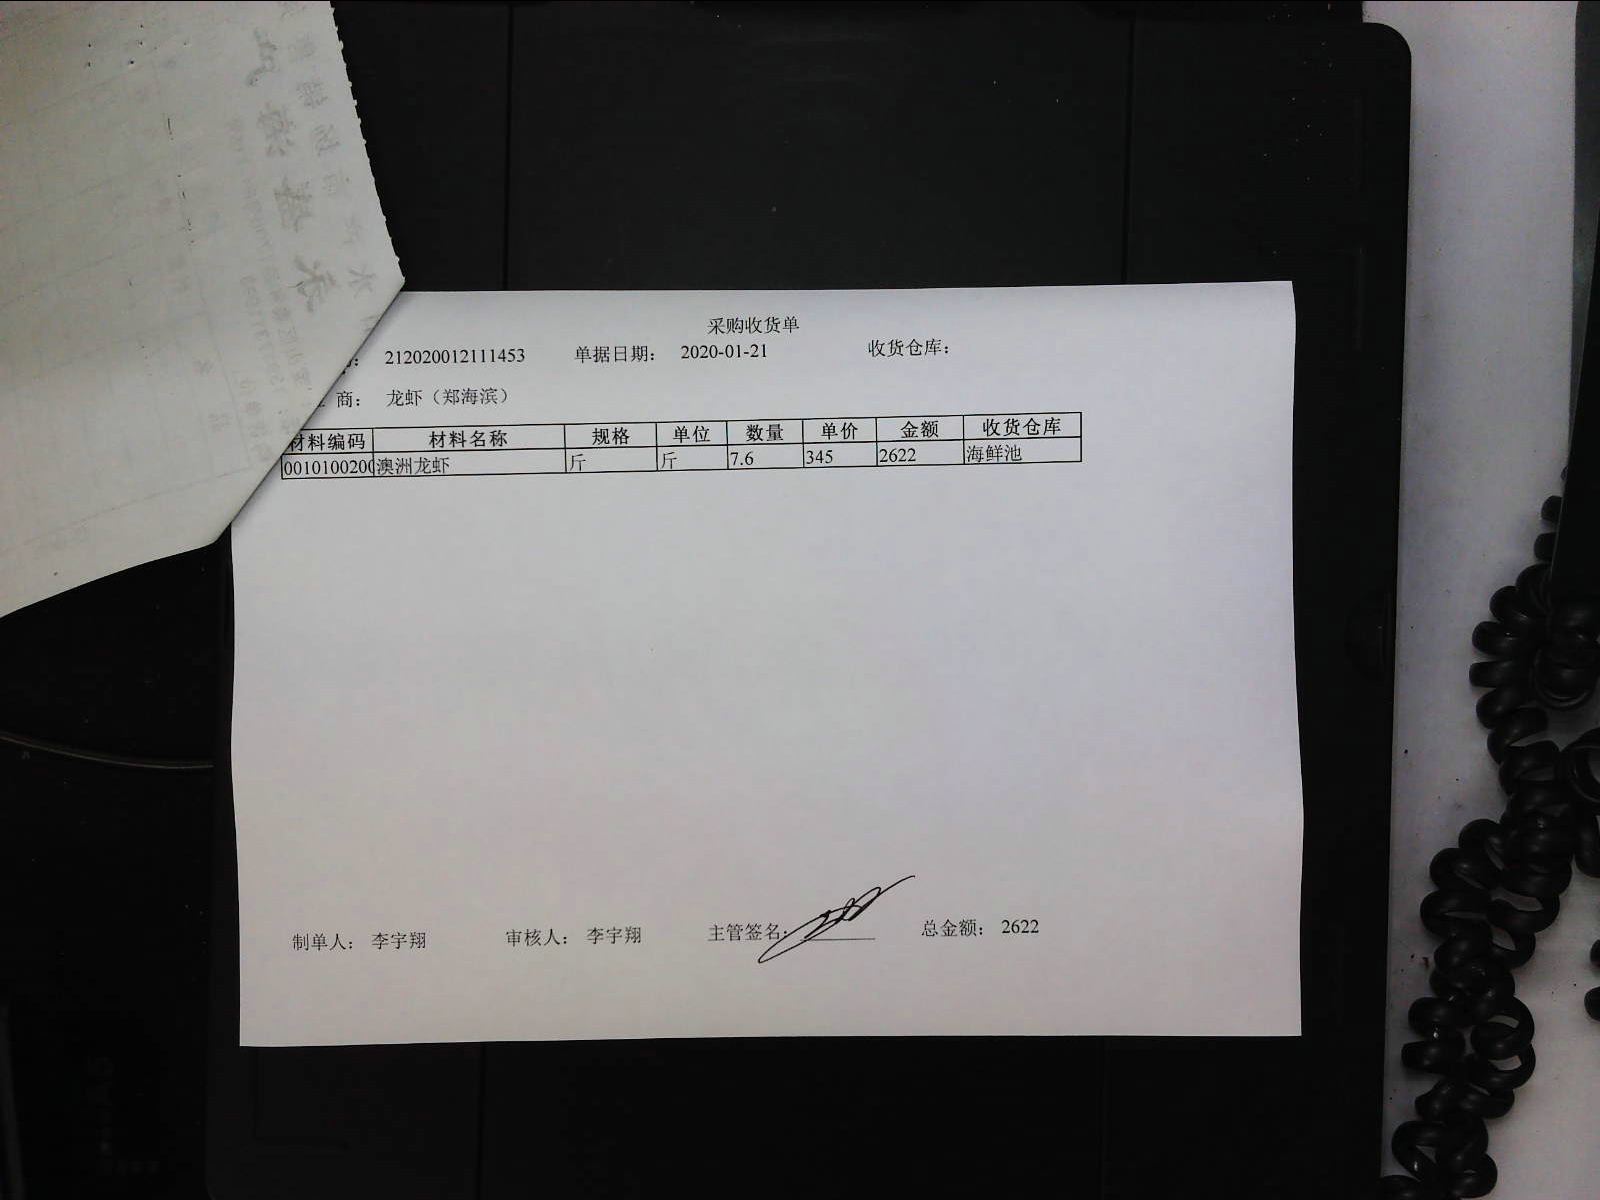 采购收货单
212020012111453 单据日期： 2020-01-21 收货仓库：
商： 龙虾（郑海滨）
材料编码 材料名称 规格 单位 数量 单价 金额 收货仓库
0010100200 澳洲龙虾 斤 斤 7.6 345 2622 海鲜池
制单人： 李宇翔 审核人： 李宇翔 主管签名： 总金额： 2622